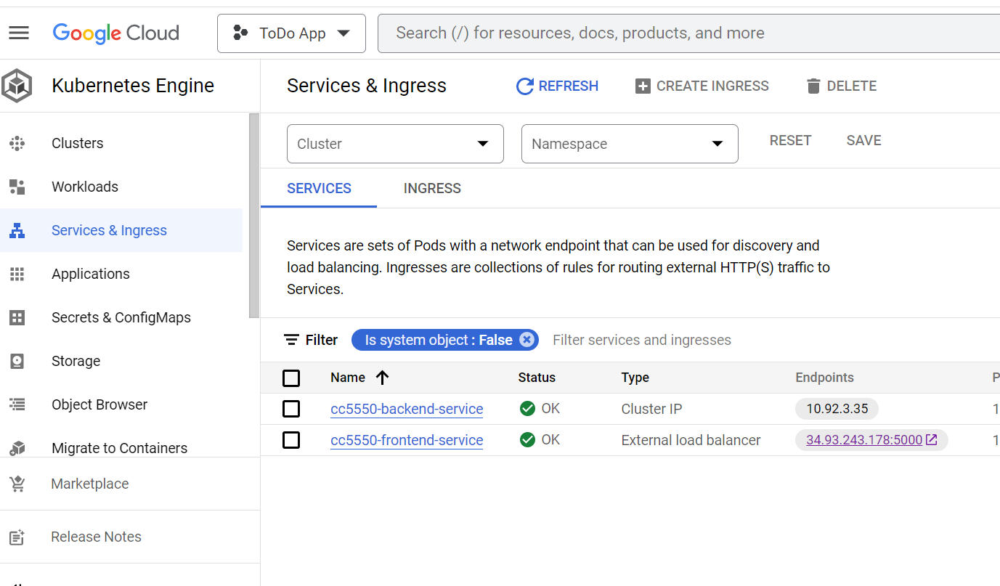 Google Cloud
ToDo App
Search (/) for resources, docs, products, and more
Kubernetes Engine
Services & Ingress
REFRESH
CREATE INGRESS
DELETE
Clusters
Workloads
Services & Ingress
Applications
Secrets & ConfigMaps
Storage
Object Browser
Migrate to Containers
Marketplace
Release Notes
Cluster
Namespace
RESET
SAVE
SERVICES
INGRESS
Services are sets of Pods with a network endpoint that can be used for discovery and
load balancing. Ingresses are collections of rules for routing external HTTP(S) traffic to
Services.
Filter
Is system object : False
Filter services and ingresses
Name Status Type Endpoints P
cc5550-backend-service OK Cluster IP 10.92.3.35 1
cc5550-frontend-service OK External load balancer 34.93.243.178:5000 1